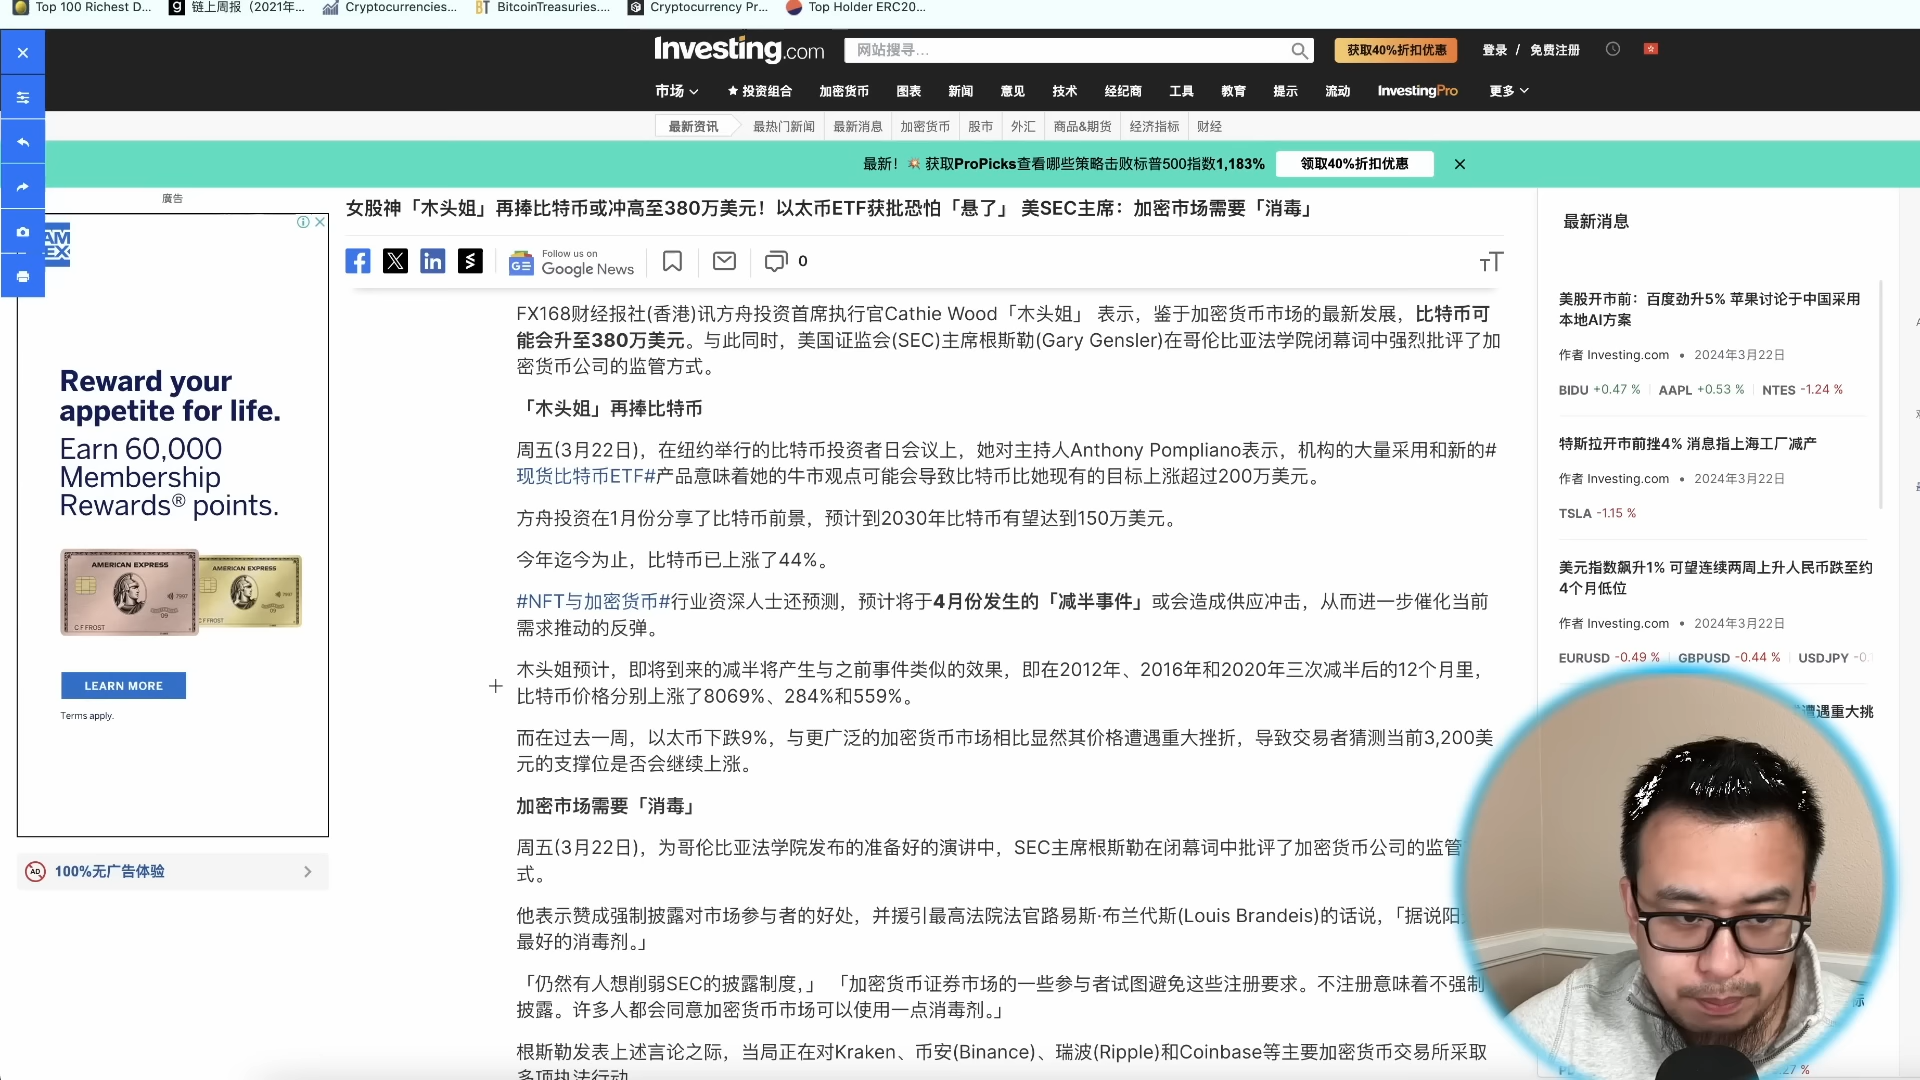 Top 100 Richest D...
链上周报（2021年...
Cryptocurrencies...
BitcoinTreasuries....
Cryptocurrency Pr...
Top Holder ERC20...
Investing.com
网站搜寻...
获取40%折扣优惠
登录 / 免费注册
市场
投资组合
加密货币
图表
新闻
意见
技术
经纪商
工具
教育
提示
流动
InvestingPro
更多
最新资讯
最热门新闻
最新消息
加密货币
股市
外汇
商品&期货
经济指标
财经
最新！💥 获取ProPicks查看哪些策略击败标普500指数1,183%
领取40%折扣优惠
廣告
AM
EX
Reward your
appetite for life.
Earn 60,000
Membership
Rewards® points.
AMERICAN EXPRESS
AMERICAN EXPRESS
C F FROST
LEARN MORE
Terms apply.
100%无广告体验
女股神「木头姐」再捧比特币或冲高至380万美元！以太币ETF获批恐怕「悬了」 美SEC主席：加密市场需要「消毒」
Follow us on
Google News
0
FX168财经报社(香港)讯方舟投资首席执行官Cathie Wood「木头姐」 表示，鉴于加密货币市场的最新发展，比特币可
能会升至380万美元。与此同时，美国证监会(SEC)主席根斯勒(Gary Gensler)在哥伦比亚法学院闭幕词中强烈批评了加
密货币公司的监管方式。
「木头姐」再捧比特币
周五(3月22日)，在纽约举行的比特币投资者日会议上，她对主持人Anthony Pompliano表示，机构的大量采用和新的#
现货比特币ETF#产品意味着她的牛市观点可能会导致比特币比她现有的目标上涨超过200万美元。
方舟投资在1月份分享了比特币前景，预计到2030年比特币有望达到150万美元。
今年迄今为止，比特币已上涨了44%。
#NFT与加密货币#行业资深人士还预测，预计将于4月份发生的「减半事件」或会造成供应冲击，从而进一步催化当前
需求推动的反弹。
木头姐预计，即将到来的减半将产生与之前事件类似的效果，即在2012年、2016年和2020年三次减半后的12个月里，
比特币价格分别上涨了8069%、284%和559%。
而在过去一周，以太币下跌9%，与更广泛的加密货币市场相比显然其价格遭遇重大挫折，导致交易者猜测当前3,200美
元的支撑位是否会继续上涨。
加密市场需要「消毒」
周五(3月22日)，为哥伦比亚法学院发布的准备好的演讲中，SEC主席根斯勒在闭幕词中批评了加密货币公司的监管
式。
他表示赞成强制披露对市场参与者的好处，并援引最高法院法官路易斯·布兰代斯(Louis Brandeis)的话说，「据说阳
最好的消毒剂。」
「仍然有人想削弱SEC的披露制度，」 「加密货币证券市场的一些参与者试图避免这些注册要求。不注册意味着不强制
披露。许多人都会同意加密货币市场可以使用一点消毒剂。」
根斯勒发表上述言论之际，当局正在对Kraken、币安(Binance)、瑞波(Ripple)和Coinbase等主要加密货币交易所采取
多项执法行动
最新消息
美股开市前：百度劲升5% 苹果讨论于中国采用
本地AI方案
作者 Investing.com • 2024年3月22日
BIDU +0.47 % AAPL +0.53 % NTES -1.24 %
特斯拉开市前挫4% 消息指上海工厂减产
作者 Investing.com • 2024年3月22日
TSLA -1.15 %
美元指数飙升1% 可望连续两周上升人民币跌至约
4个月低位
作者 Investing.com • 2024年3月22日
EURUSD -0.49 % GBPUSD -0.44 % USDJPY -0.
遭遇重大挑
标
.27 %